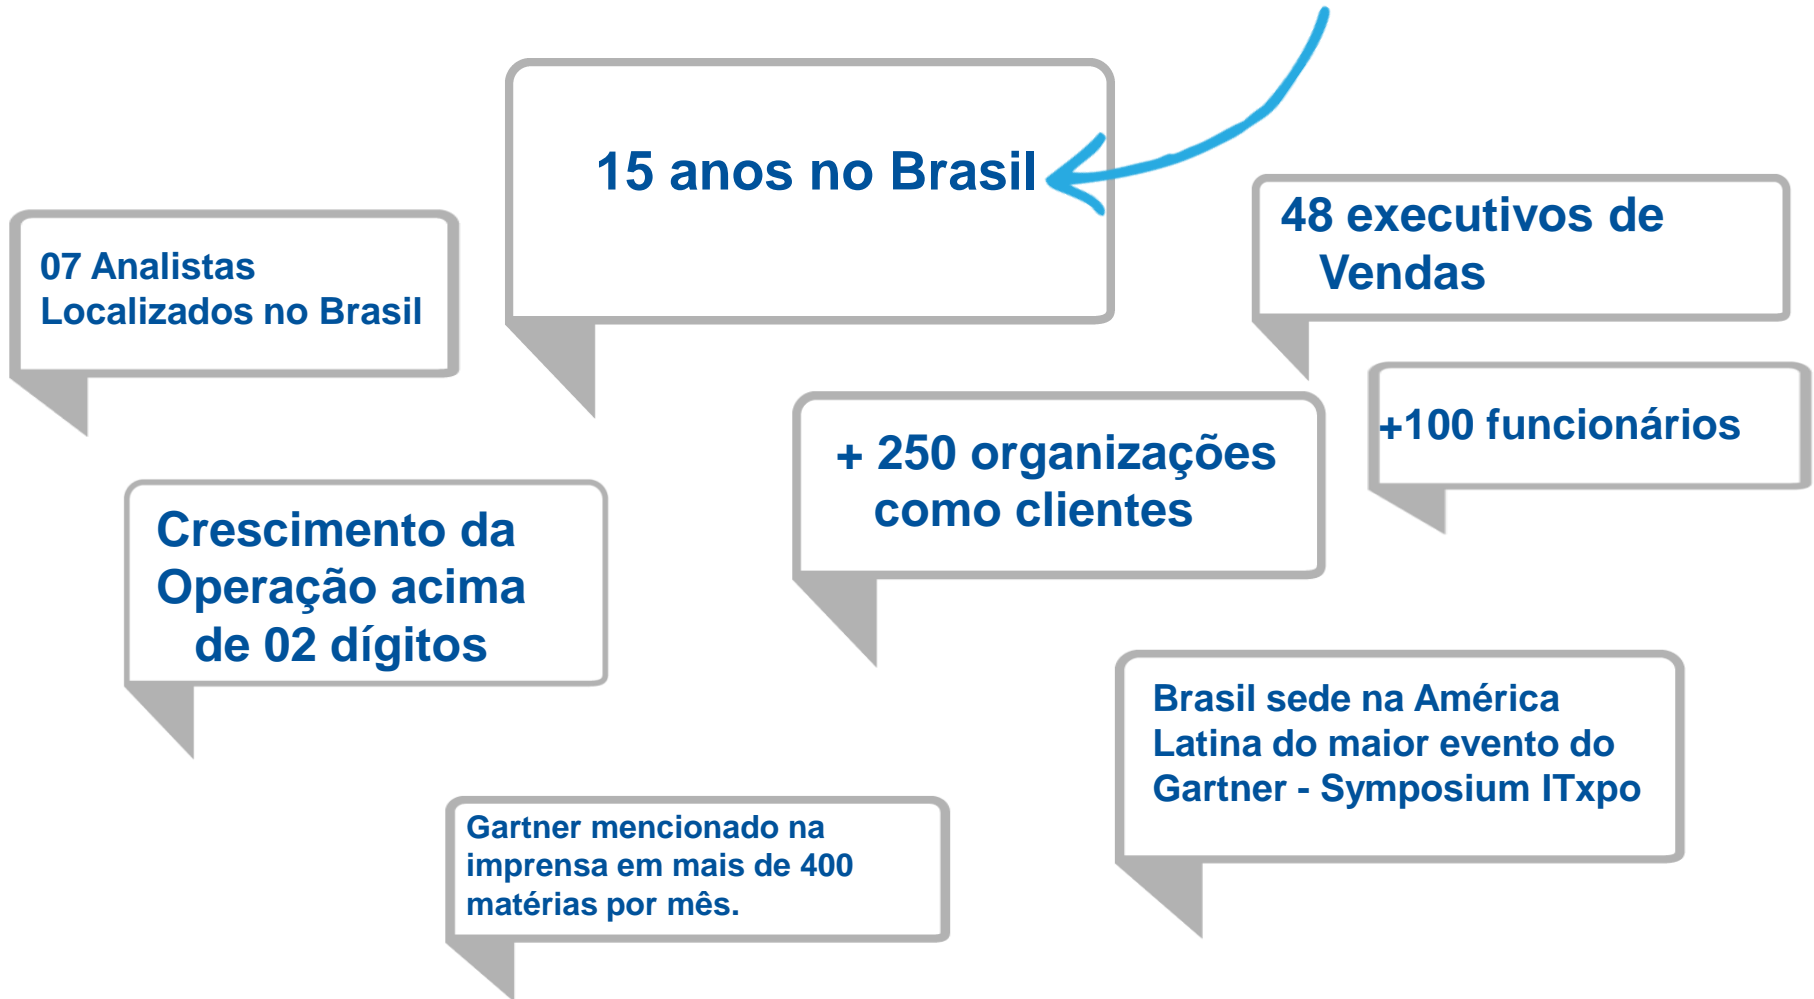 15 anos no Brasil
48 executivos de
Vendas
07 Analistas
Localizados no Brasil
+100 funcionários
+ 250 organizações
como clientes
Crescimento da
Operação acima
de 02 dígitos
Brasil sede na América
Latina do maior evento do
Gartner - Symposium ITxpo
Gartner mencionado na
imprensa em mais de 400
matérias por mês.